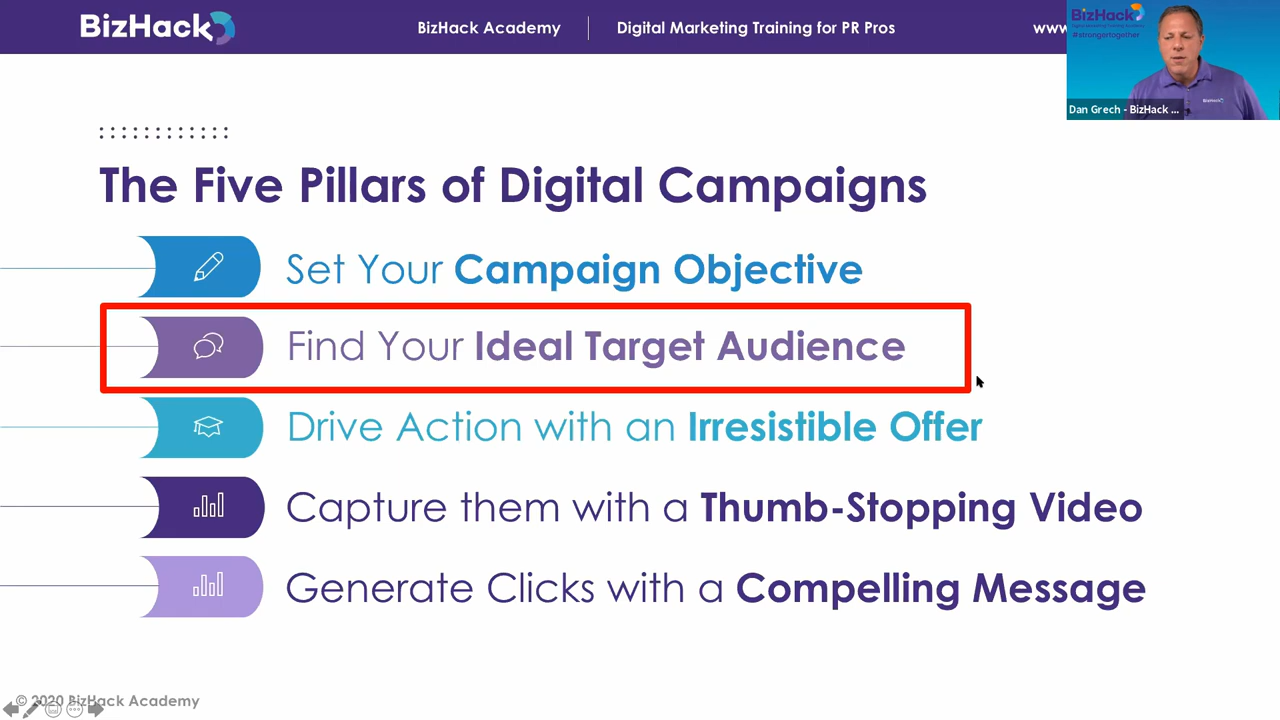 BizHack
BizHack Academy
Digital Marketing Training for PR Pros
www
BizHack
#strongertogether
BizHack
Dan Grech - BizHack ...
The Five Pillars of Digital Campaigns
Set Your Campaign Objective
Find Your Ideal Target Audience
Drive Action with an Irresistible Offer
Capture them with a Thumb-Stopping Video
Generate Clicks with a Compelling Message
© 2020 BizHack Academy